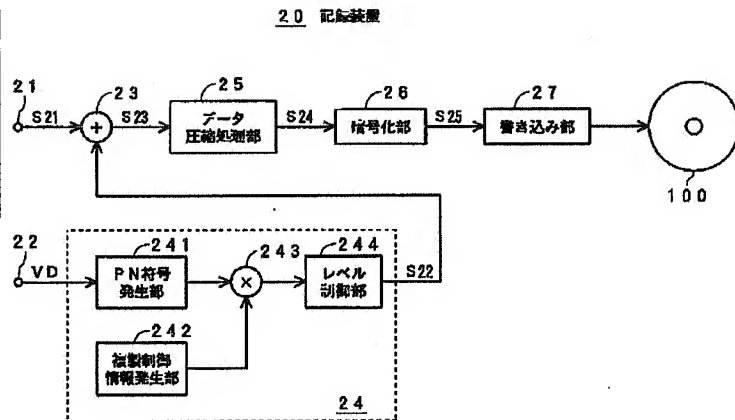 20 記録装置
21
S21
23
S23
25
データ
圧縮処理部
S24
26
暗号化部
S25
27
書き込み部
100
22
VD
241
PN符号
発生部
243
244
レベル
制御部
S22
242
複製制御
情報発生部
24